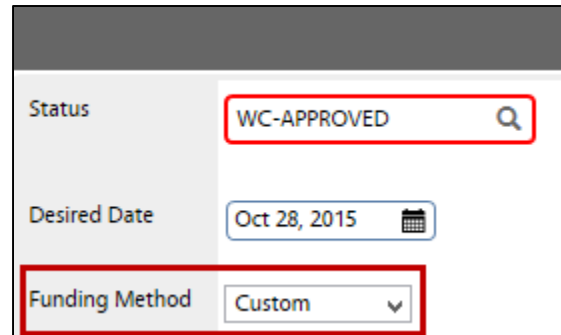 Status WC-APPROVED
Desired Date Oct 28, 2015
Funding Method Custom